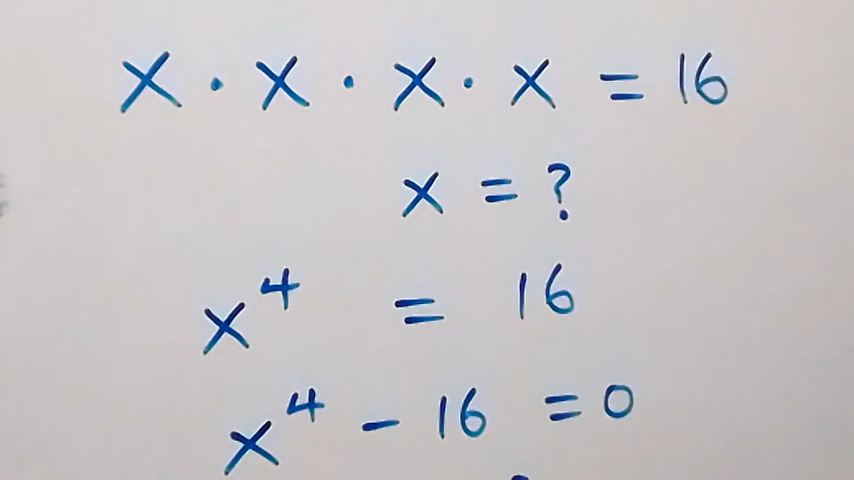 x · x · x · x = 16
x = ?
x⁴ = 16
x⁴ - 16 = 0